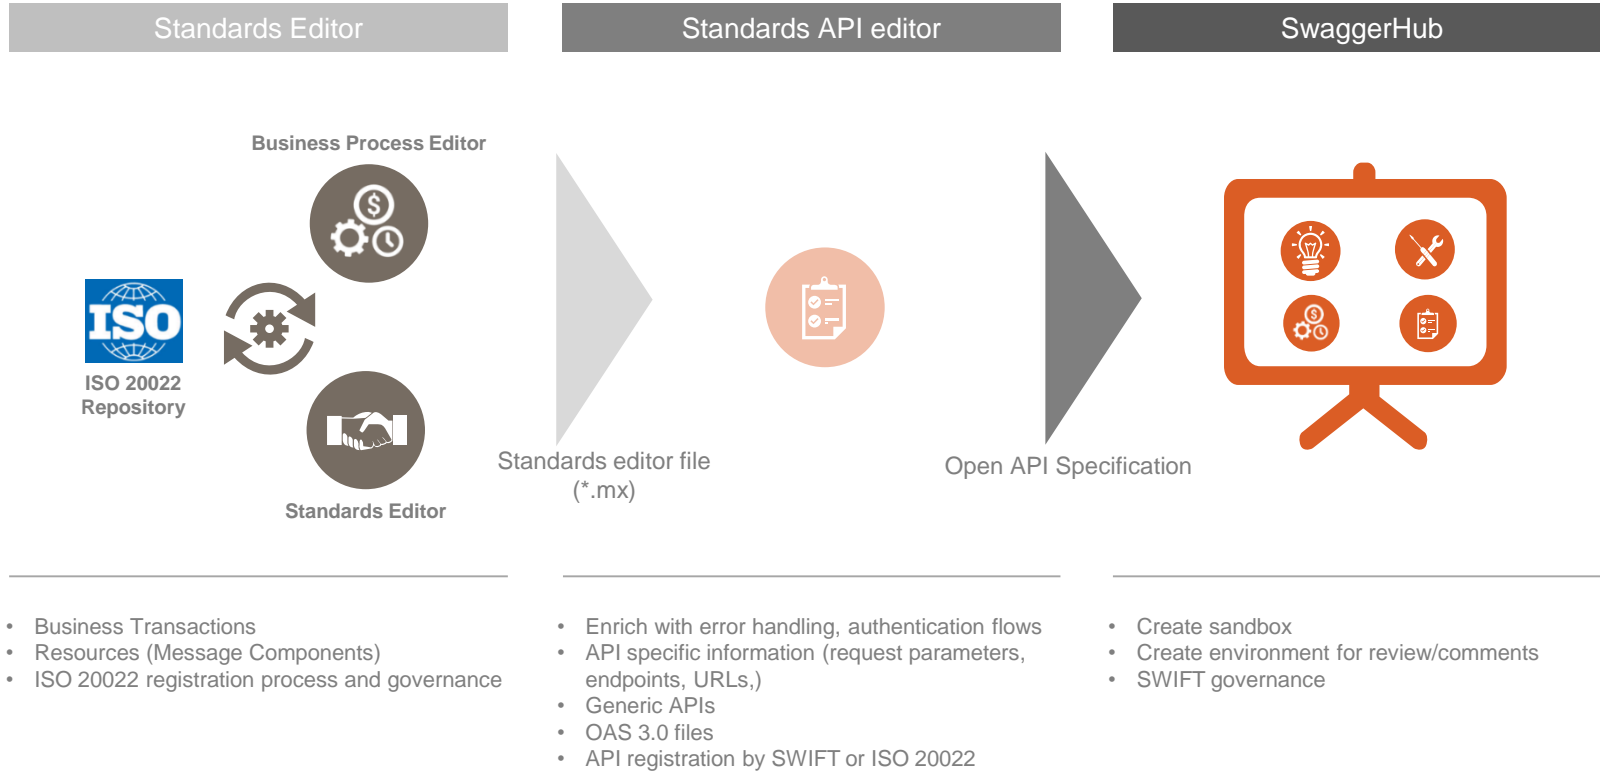 Standards Editor
Standards API editor
SwaggerHub
Business Process Editor
ISO
ISO 20022
Repository
Standards Editor
Standards editor file
(*.mx)
Open API Specification
• Business Transactions
• Resources (Message Components)
• ISO 20022 registration process and governance
• Enrich with error handling, authentication flows
• API specific information (request parameters,
endpoints, URLs,)
• Generic APIs
• OAS 3.0 files
• API registration by SWIFT or ISO 20022
• Create sandbox
• Create environment for review/comments
• SWIFT governance